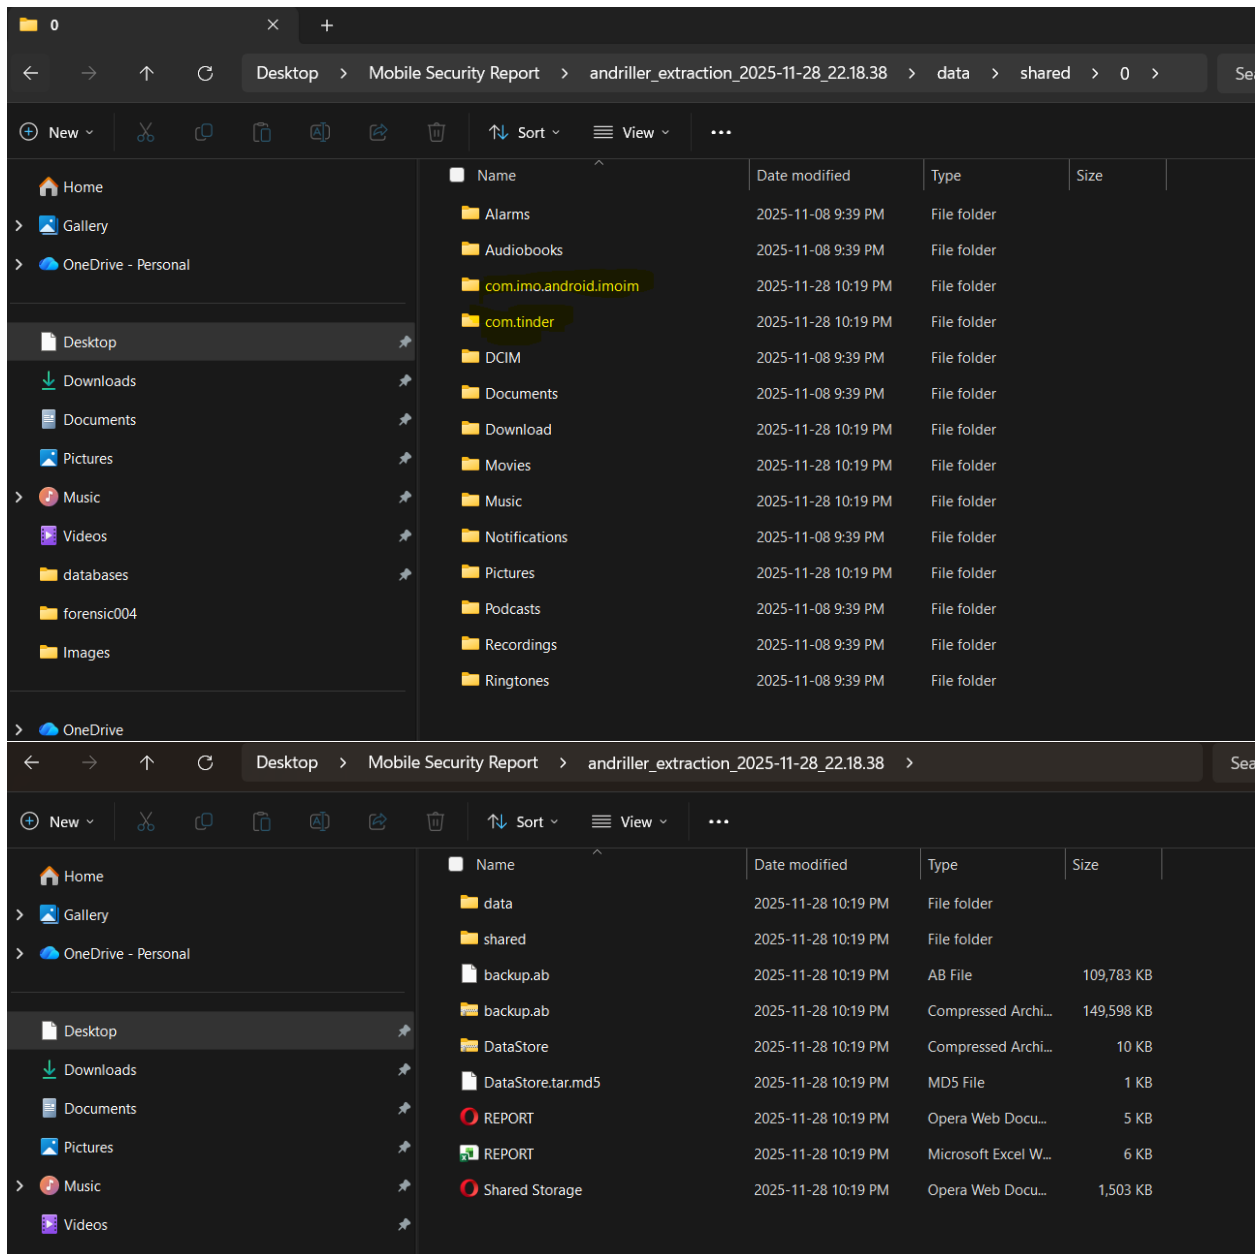 0
Desktop > Mobile Security Report > andriller_extraction_2025-11-28_22.18.38 > data > shared > 0 >
New Sort View
Home
Gallery
OneDrive - Personal
Desktop
Downloads
Documents
Pictures
Music
Videos
databases
forensic004
Images
OneDrive
Name Date modified Type Size
Alarms 2025-11-08 9:39 PM File folder
Audiobooks 2025-11-08 9:39 PM File folder
com.imo.android.imoim 2025-11-28 10:19 PM File folder
com.tinder 2025-11-28 10:19 PM File folder
DCIM 2025-11-08 9:39 PM File folder
Documents 2025-11-08 9:39 PM File folder
Download 2025-11-28 10:19 PM File folder
Movies 2025-11-28 10:19 PM File folder
Music 2025-11-28 10:19 PM File folder
Notifications 2025-11-08 9:39 PM File folder
Pictures 2025-11-28 10:19 PM File folder
Podcasts 2025-11-08 9:39 PM File folder
Recordings 2025-11-08 9:39 PM File folder
Ringtones 2025-11-08 9:39 PM File folder
Desktop > Mobile Security Report > andriller_extraction_2025-11-28_22.18.38 >
New Sort View
Home
Gallery
OneDrive - Personal
Desktop
Downloads
Documents
Pictures
Music
Videos
Name Date modified Type Size
data 2025-11-28 10:19 PM File folder
shared 2025-11-28 10:19 PM File folder
backup.ab 2025-11-28 10:19 PM AB File 109,783 KB
backup.ab 2025-11-28 10:19 PM Compressed Archi... 149,598 KB
DataStore 2025-11-28 10:19 PM Compressed Archi... 10 KB
DataStore.tar.md5 2025-11-28 10:19 PM MD5 File 1 KB
REPORT 2025-11-28 10:19 PM Opera Web Docu... 5 KB
REPORT 2025-11-28 10:19 PM Microsoft Excel W... 6 KB
Shared Storage 2025-11-28 10:19 PM Opera Web Docu... 1,503 KB